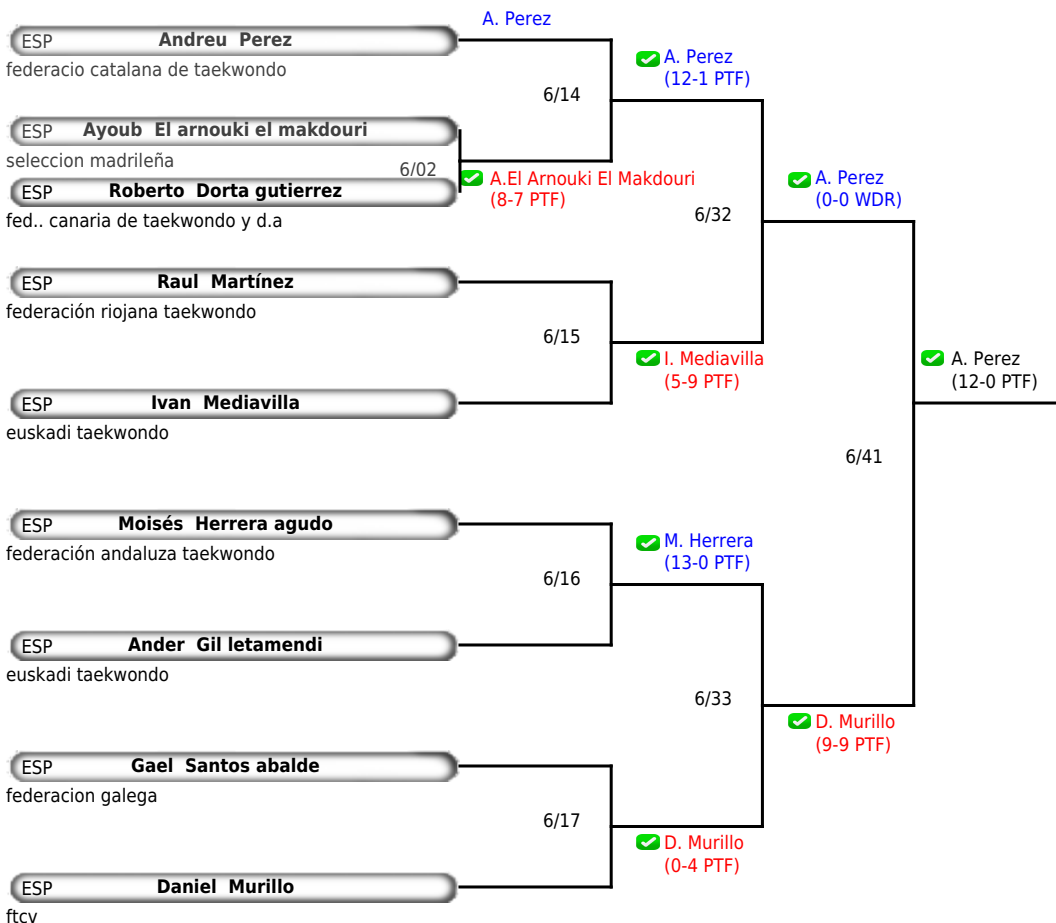 A. Perez
ESP Andreu Perez
federacio catalana de taekwondo
A. Perez
(12-1 PTF)
6/14
ESP Ayoub El arnouki el makdouri
seleccion madrileña
6/02
A.El Arnouki El Makdouri
(8-7 PTF)
ESP Roberto Dorta gutierrez
fed.. canaria de taekwondo y d.a
A. Perez
(0-0 WDR)
6/32
ESP Raul Martínez
federación riojana taekwondo
6/15
I. Mediavilla
(5-9 PTF)
A. Perez
(12-0 PTF)
ESP Ivan Mediavilla
euskadi taekwondo
6/41
ESP Moisés Herrera agudo
federación andaluza taekwondo
M. Herrera
(13-0 PTF)
6/16
ESP Ander Gil letamendi
euskadi taekwondo
6/33
D. Murillo
(9-9 PTF)
ESP Gael Santos abalde
federacion galega
6/17
D. Murillo
(0-4 PTF)
ESP Daniel Murillo
ftcv